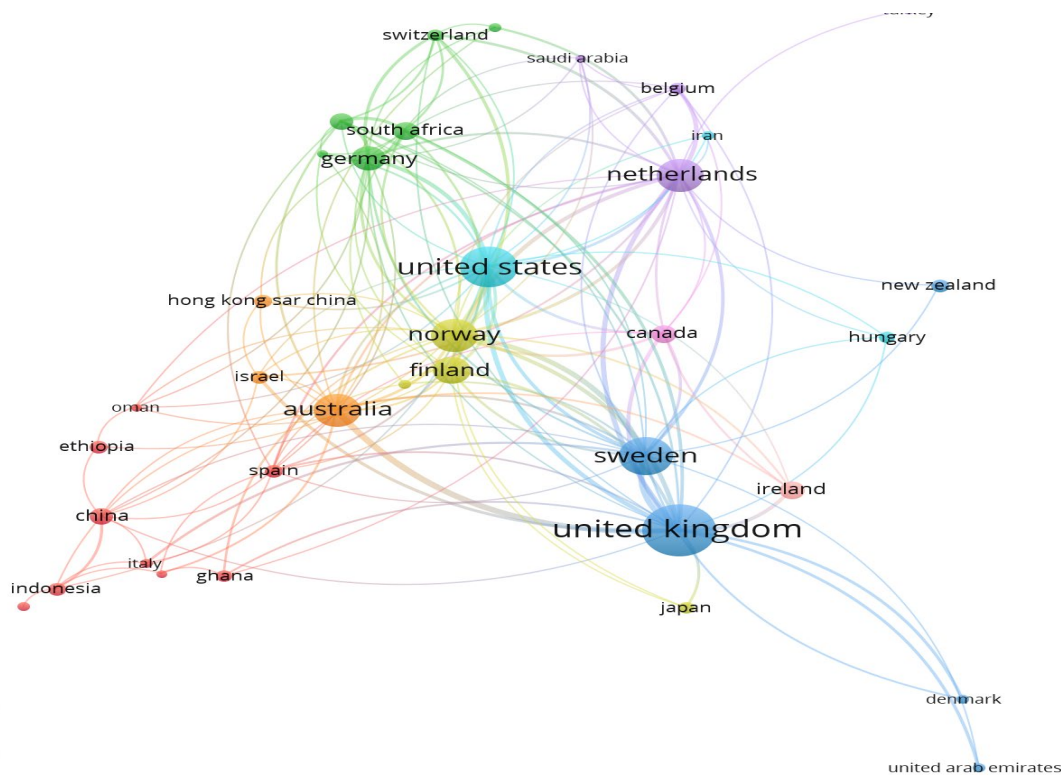 switzerland
saudi arabia
belgium
south africa
iran
germany
netherlands
united states
hong kong sar china
new zealand
norway
canada
hungary
finland
israel
australia
oman
ethiopia
sweden
spain
ireland
china
united kingdom
italy
ghana
indonesia
japan
denmark
united arab emirates